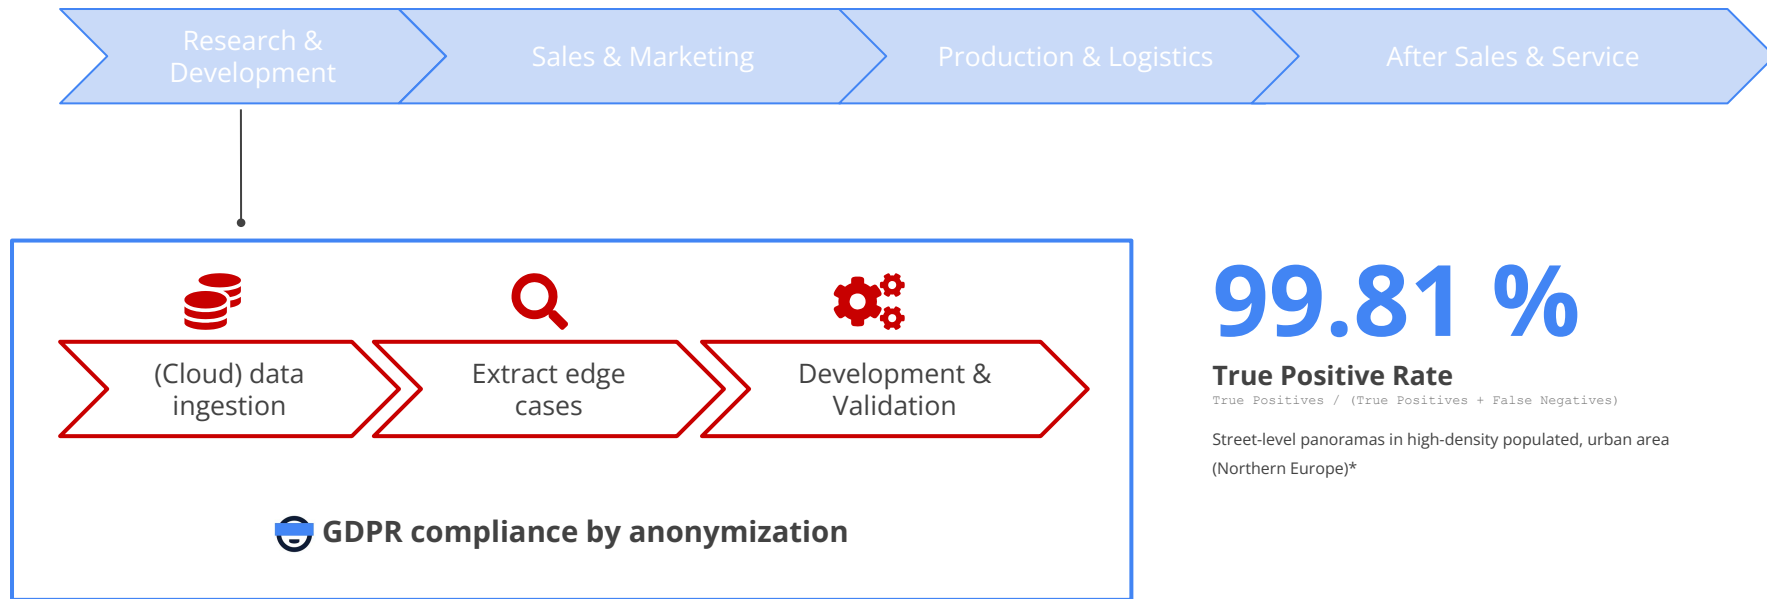 Research &
Development
Sales & Marketing
Production & Logistics
After Sales & Service
(Cloud) data
ingestion
Extract edge
cases
Development &
Validation
GDPR compliance by anonymization
99.81 %
True Positive Rate
True Positives / (True Positives + False Negatives)
Street-level panoramas in high-density populated, urban area
(Northern Europe)*